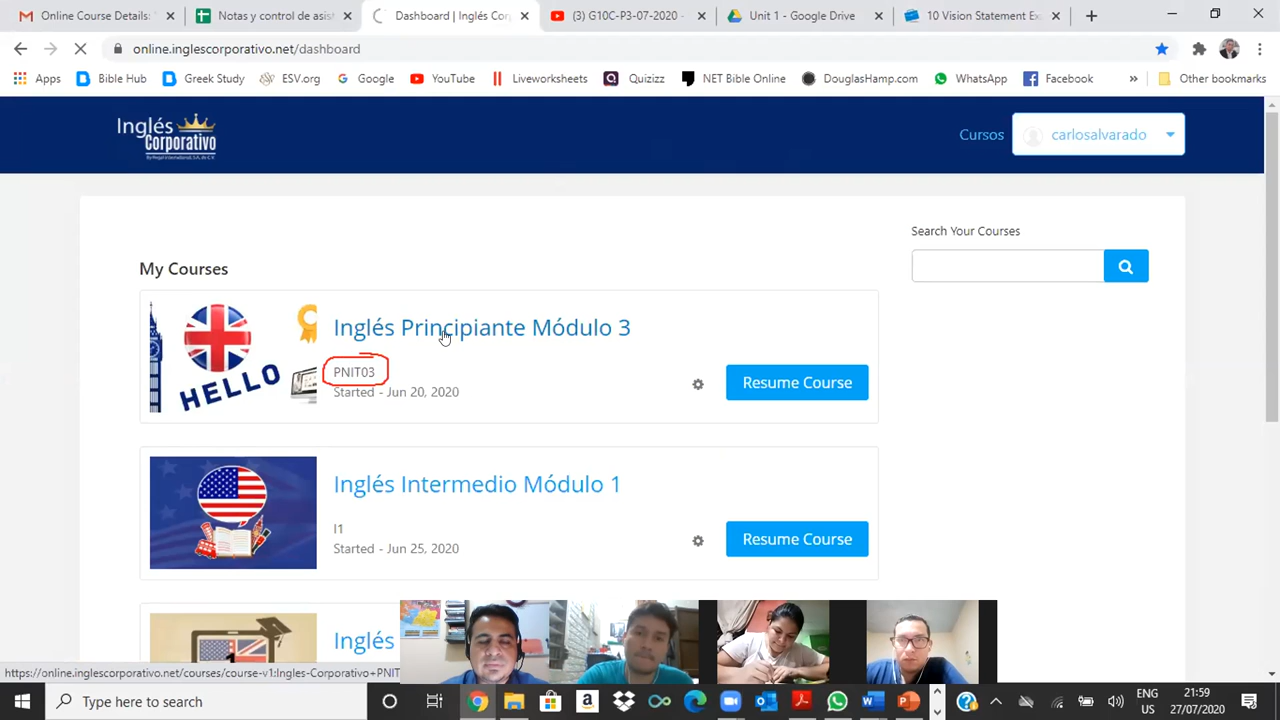 Online Course Details:
Notas y control de asis
Dashboard | Inglés Cor
(3) G10C-P3-07-2020 -
Unit 1 - Google Drive
10 Vision Statement Ex
online.inglescorporativo.net/dashboard
Apps
Bible Hub
Greek Study
ESV.org
Google
YouTube
Liveworksheets
Quizizz
NET Bible Online
DouglasHamp.com
WhatsApp
Facebook
»
Other bookmarks
Inglés
Corporativo
Cursos
carlosalvarado
Search Your Courses
My Courses
HELLO
Inglés Principiante Módulo 3
PNIT03
Started - Jun 20, 2020
Resume Course
Inglés Intermedio Módulo 1
I1
Started - Jun 25, 2020
Resume Course
Inglés
https://online.inglescorporativo.net/courses/course-v1:Ingles-Corporativo+PNIT
Type here to search
ENG
US
21:59
27/07/2020